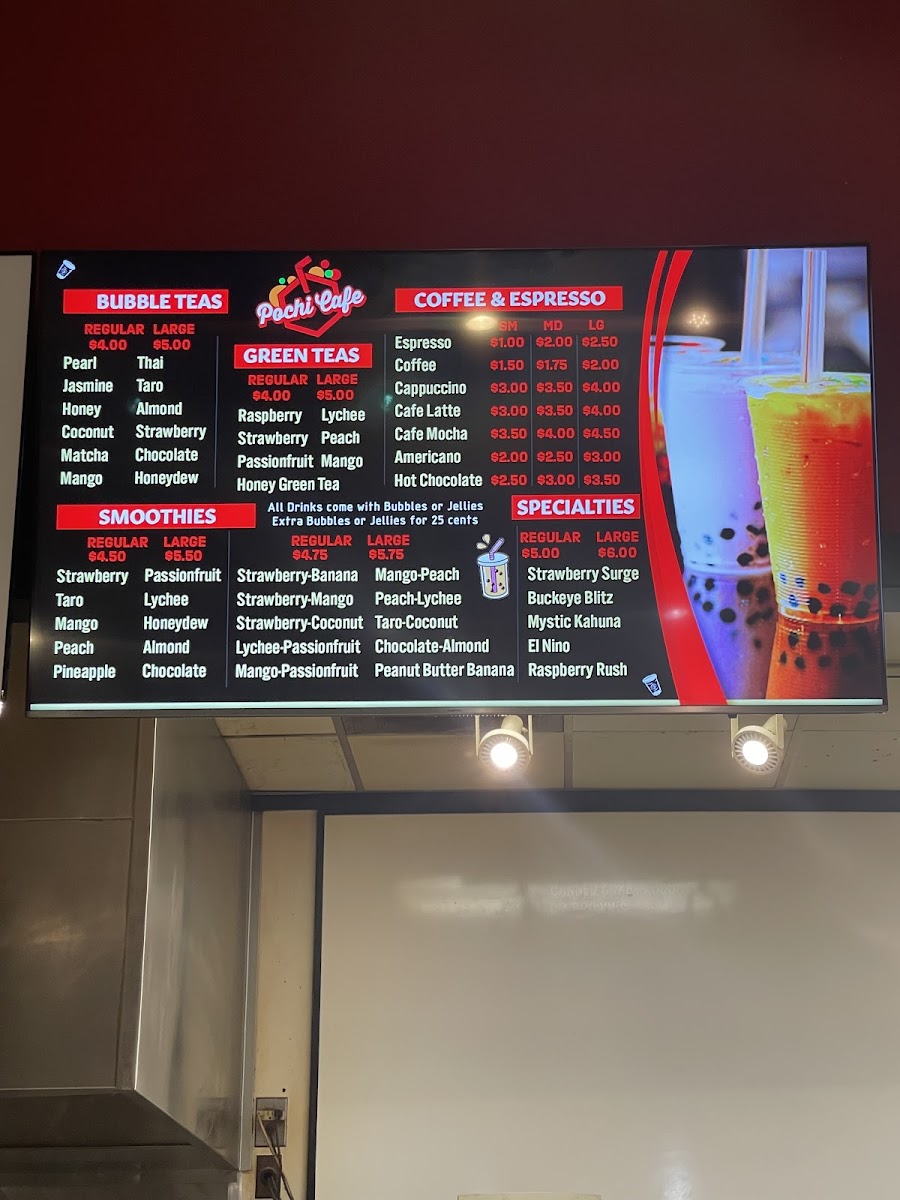 Pochi Cafe
BUBBLE TEAS
REGULAR LARGE
$4.00 $5.00
Pearl Thai
Jasmine Taro
Honey Almond
Coconut Strawberry
Matcha Chocolate
Mango Honeydew
GREEN TEAS
REGULAR LARGE
$4.00 $5.00
Raspberry Lychee
Strawberry Peach
Passionfruit Mango
Honey Green Tea
COFFEE & ESPRESSO
SM MD LG
Espresso $1.00 $2.00 $2.50
Coffee $1.50 $1.75 $2.00
Cappuccino $3.00 $3.50 $4.00
Cafe Latte $3.00 $3.50 $4.00
Cafe Mocha $3.50 $4.00 $4.50
Americano $2.00 $2.50 $3.00
Hot Chocolate $2.50 $3.00 $3.50
All Drinks come with Bubbles or Jellies
Extra Bubbles or Jellies for 25 cents
SMOOTHIES
REGULAR LARGE
$4.50 $5.50
Strawberry Passionfruit
Taro Lychee
Mango Honeydew
Peach Almond
Pineapple Chocolate
REGULAR LARGE
$4.75 $5.75
Strawberry-Banana Mango-Peach
Strawberry-Mango Peach-Lychee
Strawberry-Coconut Taro-Coconut
Lychee-Passionfruit Chocolate-Almond
Mango-Passionfruit Peanut Butter Banana
SPECIALTIES
REGULAR LARGE
$5.00 $6.00
Strawberry Surge
Buckeye Blitz
Mystic Kahuna
El Nino
Raspberry Rush